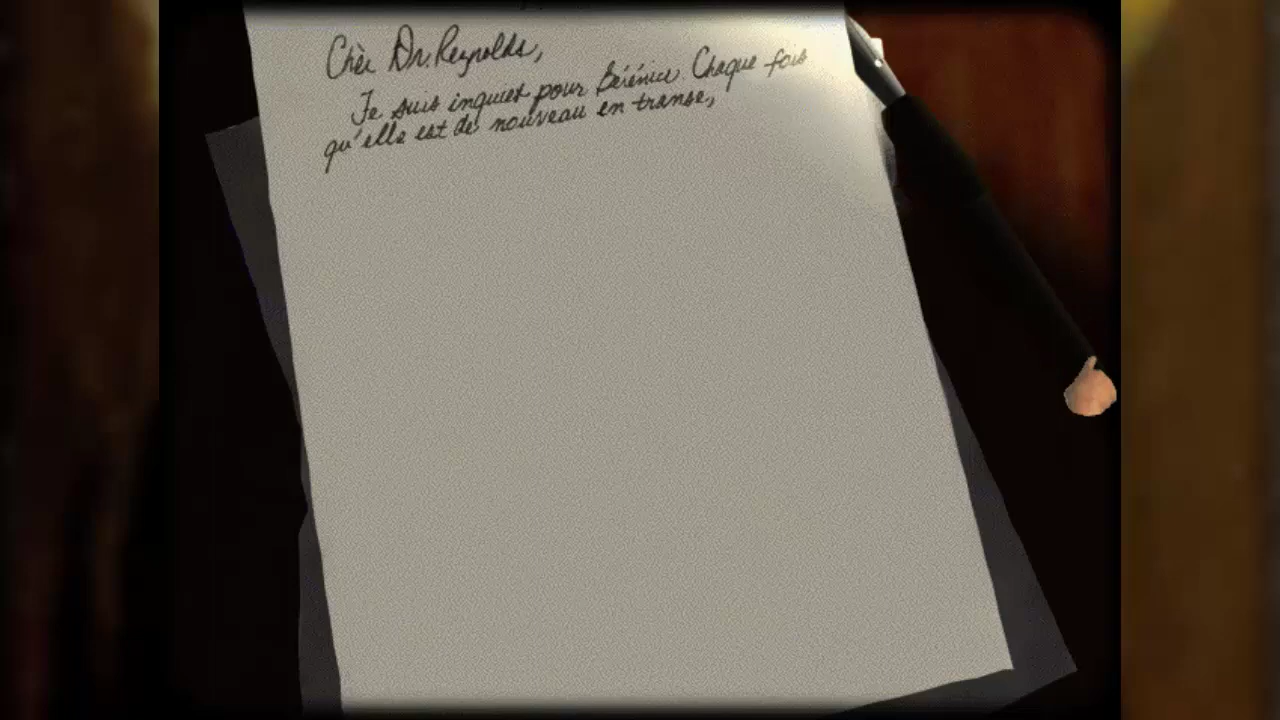 Chèr Dr. Reynolds,
Je suis inquiet pour Bérénice. Chaque fois
qu'elle est de nouveau en transe,